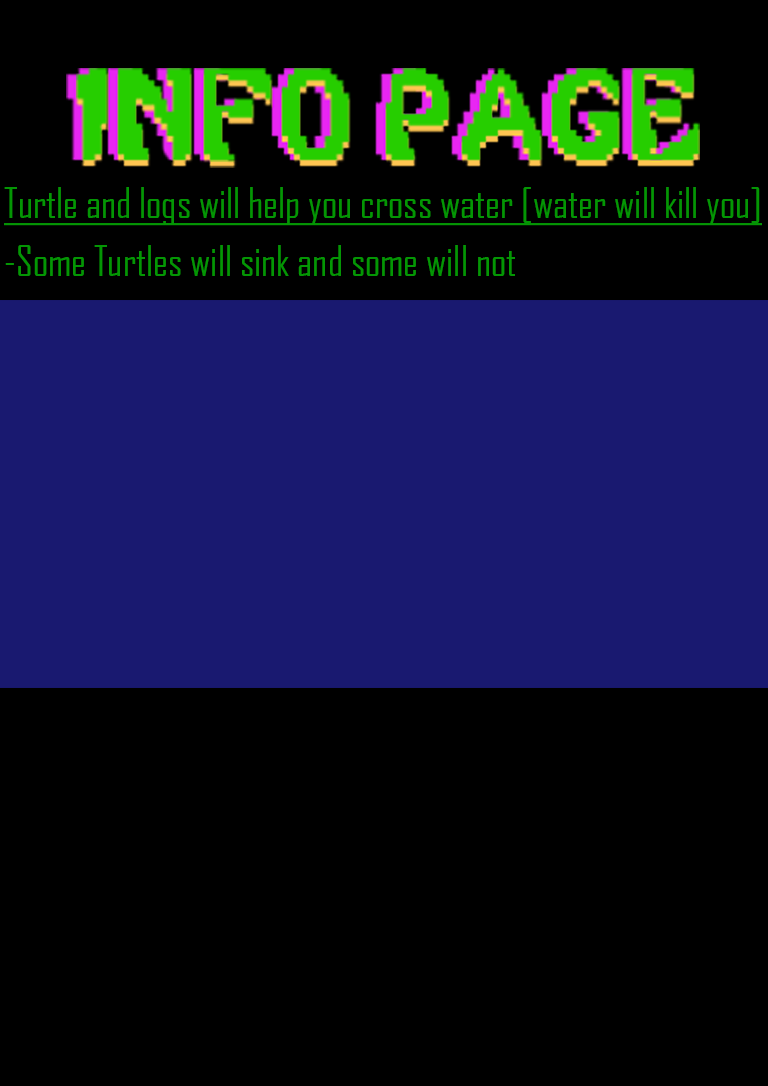 INFO PAGE
Turtle and logs will help you cross water [water will kill you]
-Some Turtles will sink and some will not